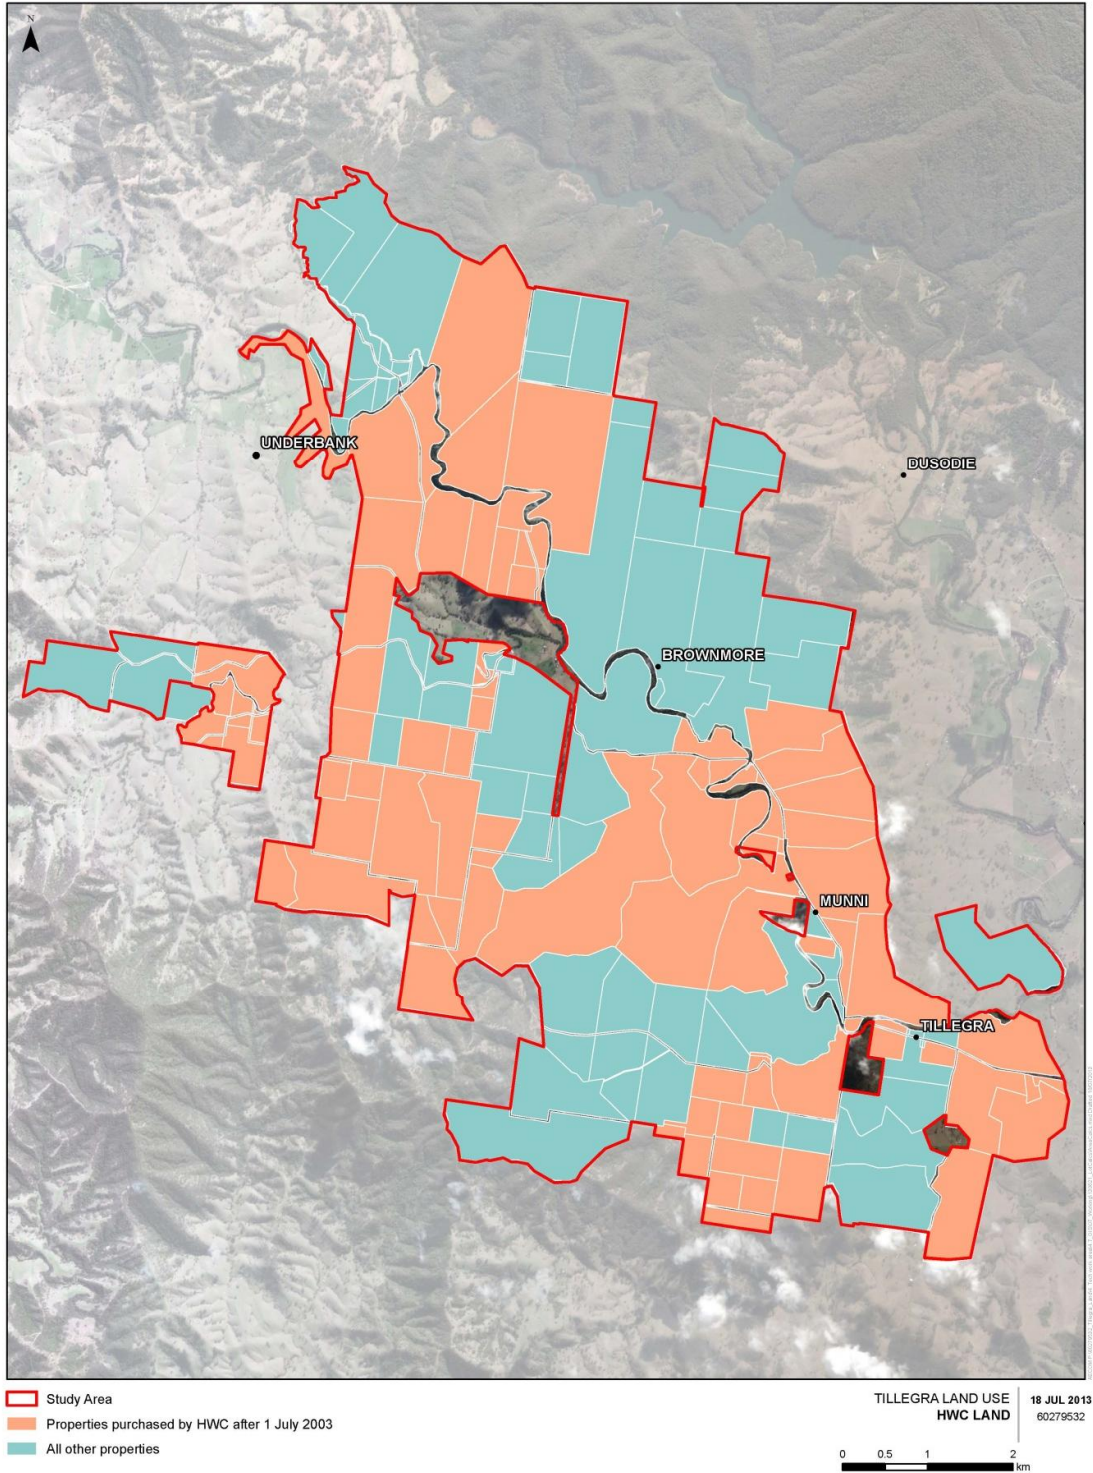 N
UNDERBANK
DUSODIE
BROWNMORE
MUNNI
TILLEGRA
Study Area
Properties purchased by HWC after 1 July 2003
All other properties
TILLEGRA LAND USE
HWC LAND
18 JUL 2013
60279532
0 0.5 1 2
km